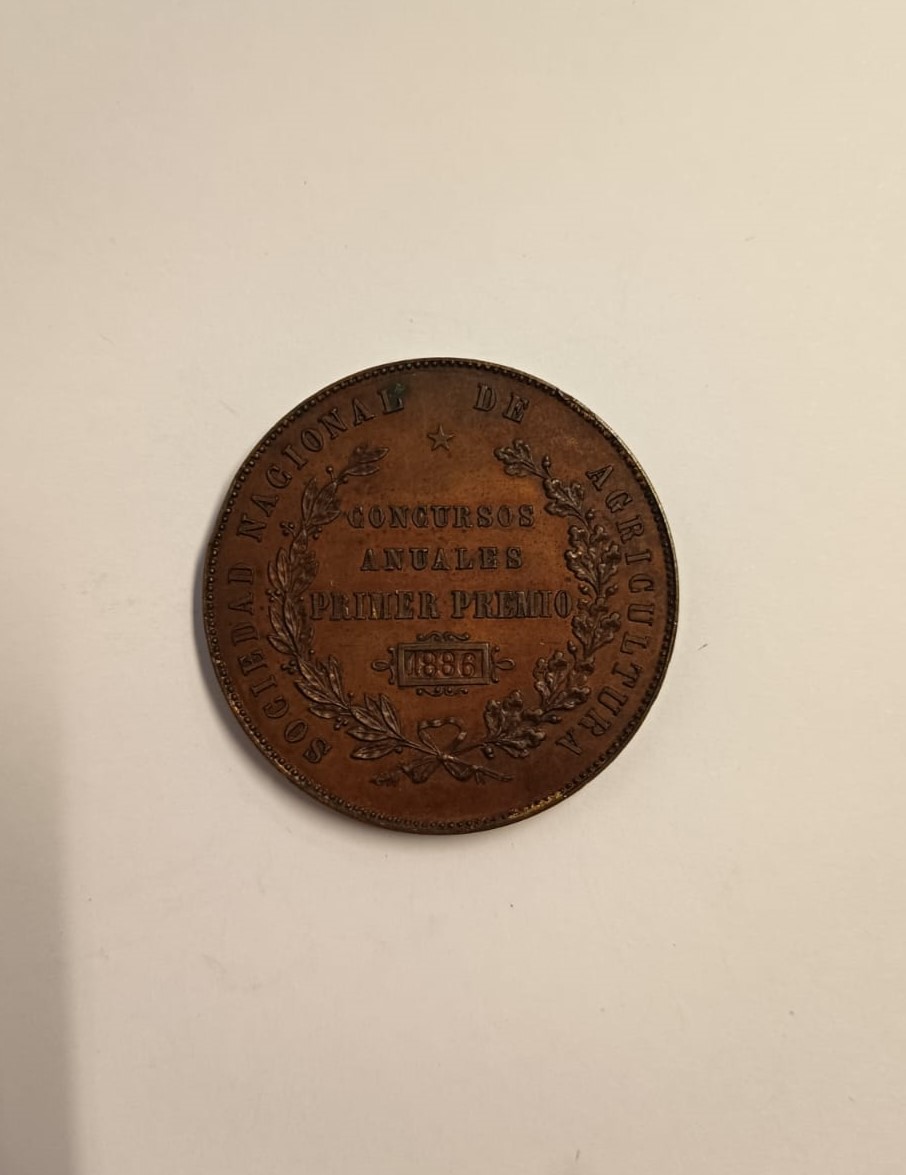 SOCIEDAD NACIONAL DE AGRICULTURA
CONCURSOS
ANUALES
PRIMER PREMIO
1886